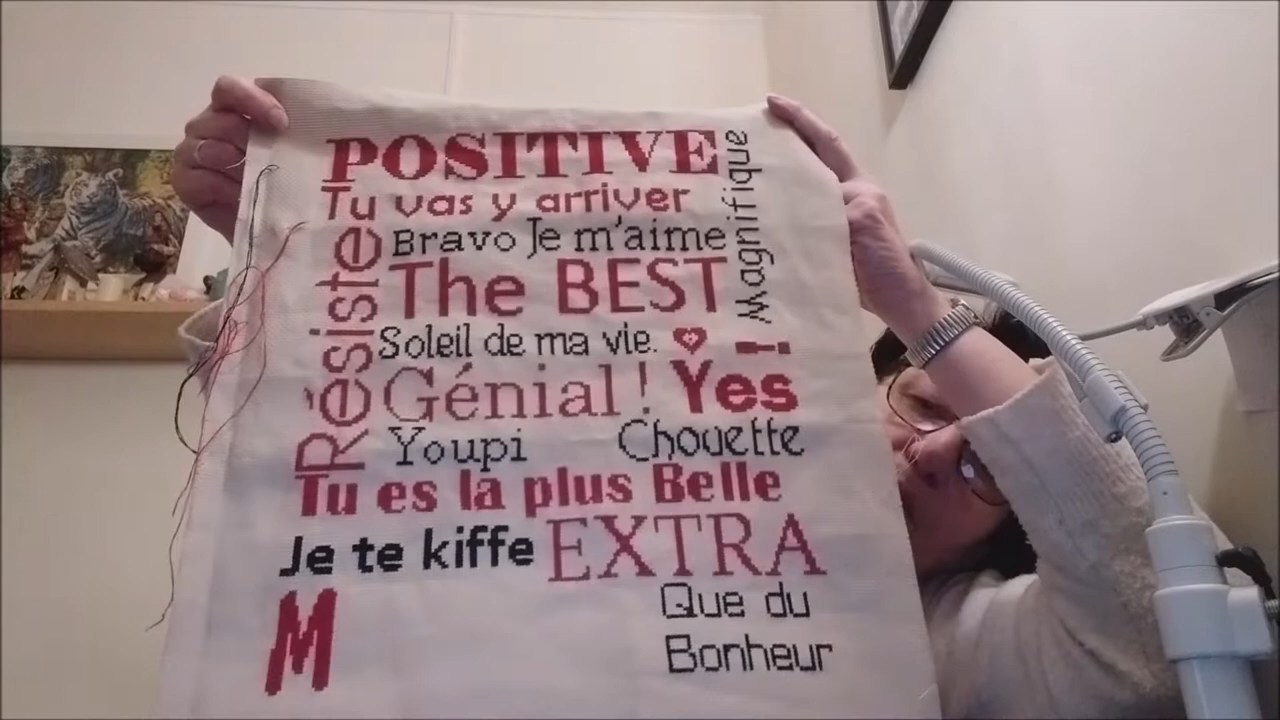 POSITIVE
Magnifique !
Tu vas y arriver
Résiste
Bravo Je m'aime
The BEST
Soleil de ma vie.
Génial ! Yes
Youpi Chouette
Tu es la plus Belle
Je te kiffe EXTRA
M
Que du
Bonheur